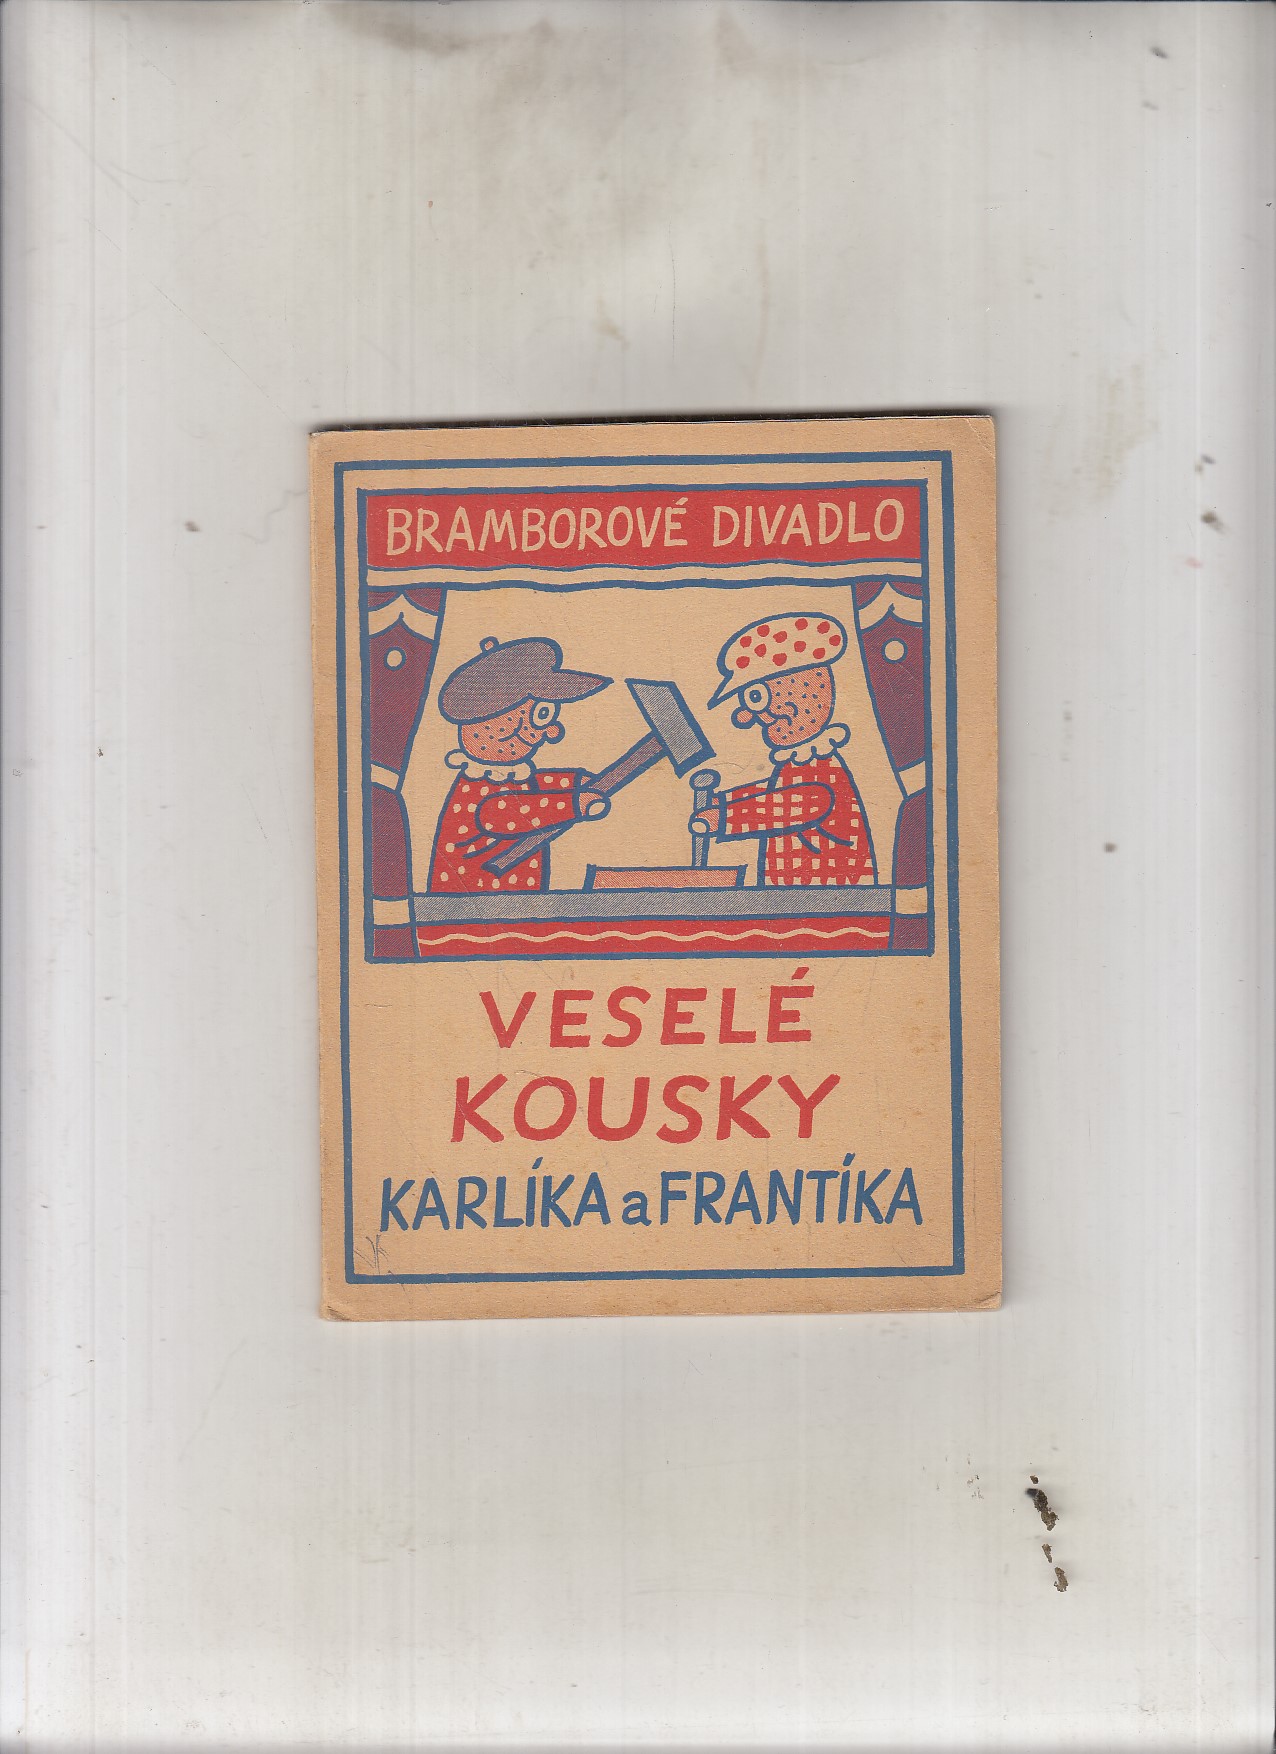 BRAMBOROVÉ DIVADLO
VESELÉ
KOUSKY
KARLÍKA a FRANTÍKA